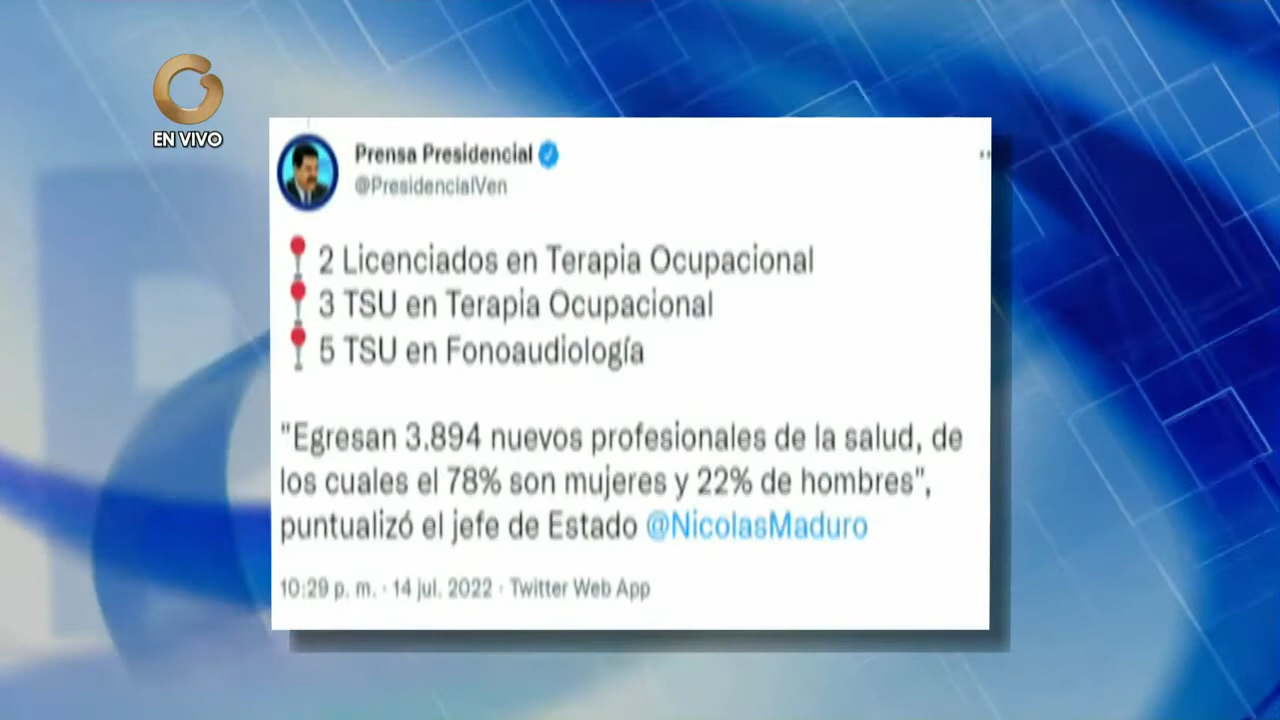 EN VIVO
Prensa Presidencial
@PresidencialVen
2 Licenciados en Terapia Ocupacional
3 TSU en Terapia Ocupacional
5 TSU en Fonoaudiología
"Egresan 3.894 nuevos profesionales de la salud, de
los cuales el 78% son mujeres y 22% de hombres",
puntualizó el jefe de Estado @NicolasMaduro
10:29 p. m. · 14 jul. 2022 · Twitter Web App